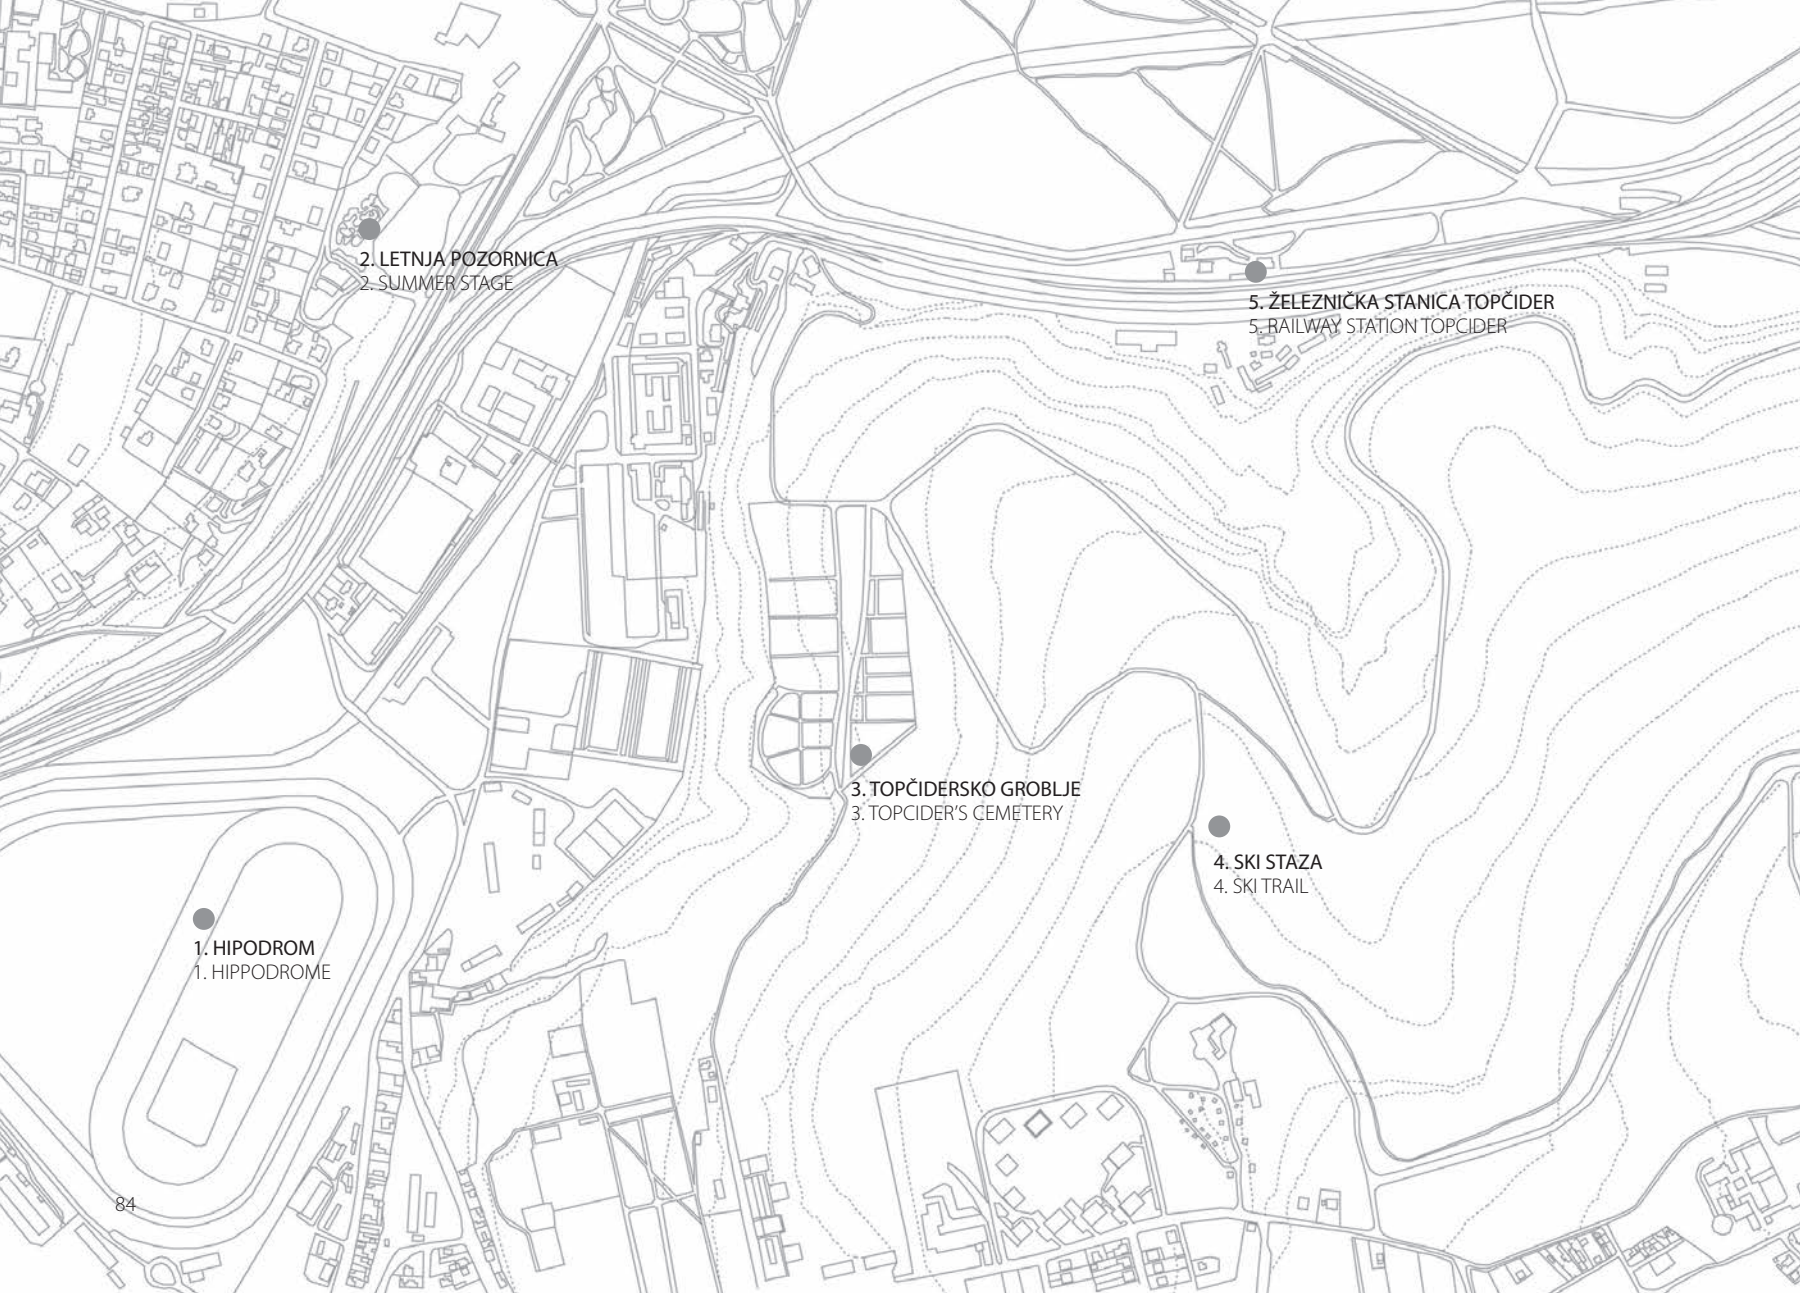 2. LETNJA POZORNICA
2. SUMMER STAGE
5. ŽELEZNIČKA STANICA TOPČIDER
5. RAILWAY STATION TOPCIDER
3. TOPČIDERSKO GROBLJE
3. TOPCIDER'S CEMETERY
4. SKI STAZA
4. SKI TRAIL
1. HIPODROM
1. HIPPODROME
84